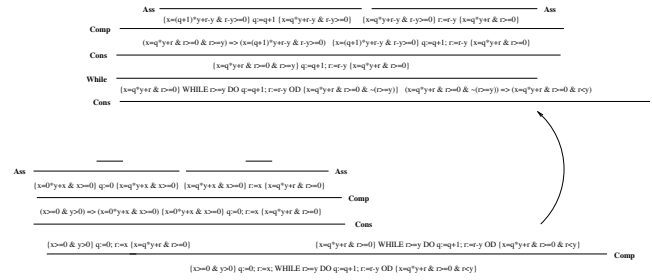 Ass Ass
{x=(q+1)*y+r-y & r-y>=0} q:=q+1 {x=q*y+r-y & r-y>=0} {x=q*y+r-y & r-y>=0} r:=r-y {x=q*y+r & r>=0}
Comp
(x=q*y+r & r>=0 & r>=y) => (x=(q+1)*y+r-y & r-y>=0) {x=(q+1)*y+r-y & r-y>=0} q:=q+1; r:=r-y {x=q*y+r & r>=0}
Cons
{x=q*y+r & r>=0 & r>=y} q:=q+1; r:=r-y {x=q*y+r & r>=0}
While
{x=q*y+r & r>=0} WHILE r>=y DO q:=q+1; r:=r-y OD {x=q*y+r & r>=0 & ~(r>=y)} (x=q*y+r & r>=0 & ~(r>=y)) => (x=q*y+r & r>=0 & r<y)
Cons
Ass Ass
{x=0*y+x & x>=0} q:=0 {x=q*y+x & x>=0} {x=q*y+x & x>=0} r:=x {x=q*y+r & r>=0}
Comp
(x>=0 & y>0) => (x=0*y+x & x>=0) {x=0*y+x & x>=0} q:=0; r:=x {x=q*y+r & r>=0}
Cons
{x>=0 & y>0} q:=0; r:=x {x=q*y+r & r>=0} {x=q*y+r & r>=0} WHILE r>=y DO q:=q+1; r:=r-y OD {x=q*y+r & r>=0 & r<y}
Comp
{x>=0 & y>0} q:=0; r:=x; WHILE r>=y DO q:=q+1; r:=r-y OD {x=q*y+r & r>=0 & r<y}